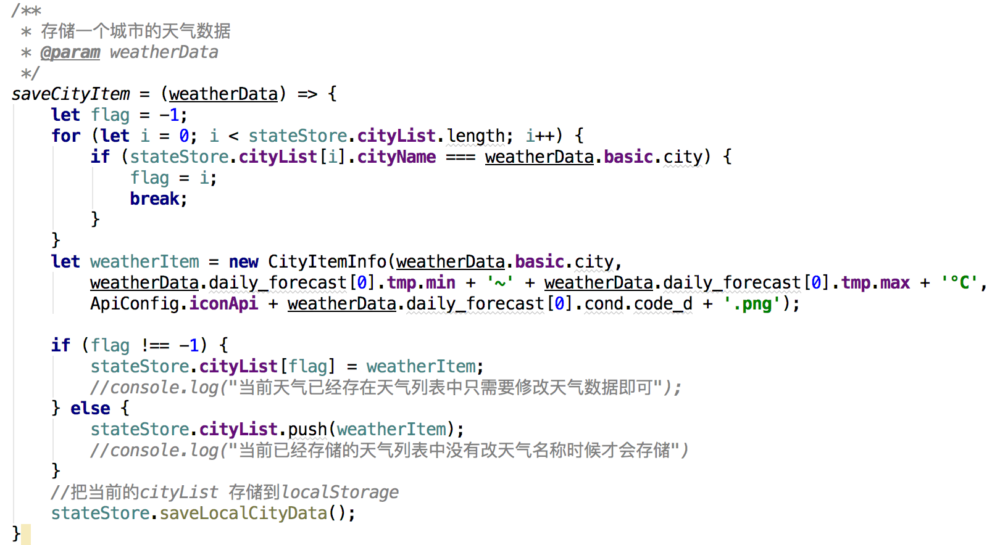 /**
 * 存储一个城市的天气数据
 * @param weatherData
 */
saveCityItem = (weatherData) => {
    let flag = -1;
    for (let i = 0; i < stateStore.cityList.length; i++) {
        if (stateStore.cityList[i].cityName === weatherData.basic.city) {
            flag = i;
            break;
        }
    }
    let weatherItem = new CityItemInfo(weatherData.basic.city,
        weatherData.daily_forecast[0].tmp.min + '~' + weatherData.daily_forecast[0].tmp.max + '°C',
        ApiConfig.iconApi + weatherData.daily_forecast[0].cond.code_d + '.png');

    if (flag !== -1) {
        stateStore.cityList[flag] = weatherItem;
        //console.log("当前天气已经存在天气列表中只需要修改天气数据即可");
    } else {
        stateStore.cityList.push(weatherItem);
        //console.log("当前已经存储的天气列表中没有改天气名称时候才会存储")
    }
    //把当前的cityList 存储到localStorage
    stateStore.saveLocalCityData();
}